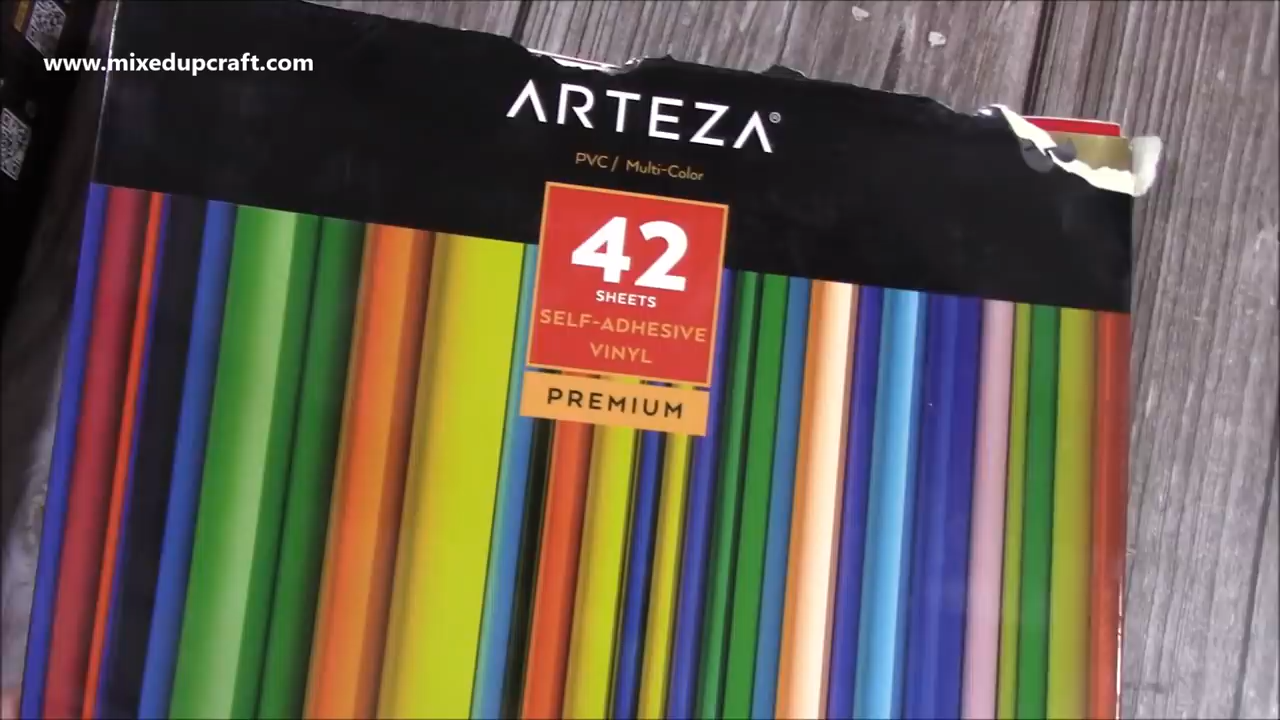 www.mixedupcraft.com
ARTEZA®
PVC / Multi-Color
42
SHEETS
SELF-ADHESIVE
VINYL
PREMIUM